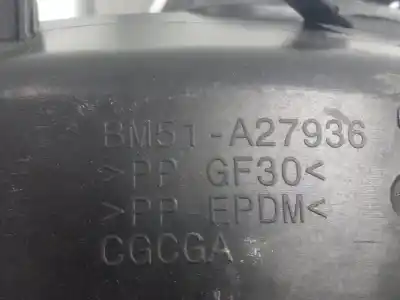 BM51-A27936
>PP GF30<
>PP-EPDM<
CGCGA